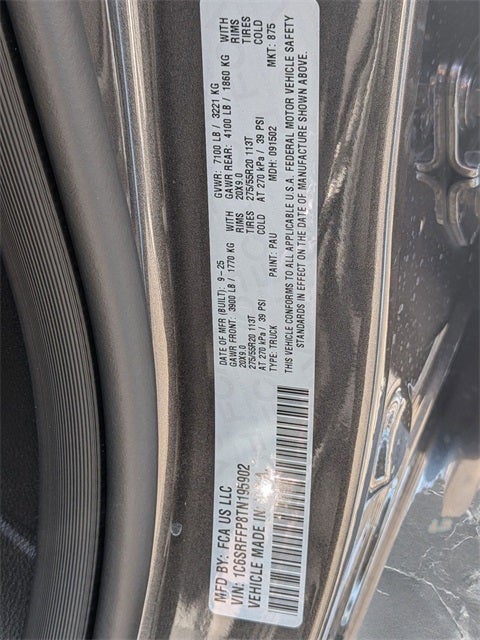 MFD BY: FCA US LLC
DATE OF MFR (BUILT): 9-25
GVWR: 7100 LB / 3221 KG
GAWR FRONT: 3900 LB / 1770 KG WITH
20X9.0 RIMS
275/55R20 113T TIRES
AT 270 kPa / 39 PSI COLD
GAWR REAR: 4100 LB / 1860 KG WITH
20X9.0 RIMS
275/55R20 113T TIRES
AT 270 kPa / 39 PSI COLD
VIN: 1C6SRFFP8TN195902
TYPE: TRUCK PAINT: PAU MDH: 091502 MKT: 875
VEHICLE MADE IN
THIS VEHICLE CONFORMS TO ALL APPLICABLE U.S.A. FEDERAL MOTOR VEHICLE SAFETY
STANDARDS IN EFFECT ON THE DATE OF MANUFACTURE SHOWN ABOVE.